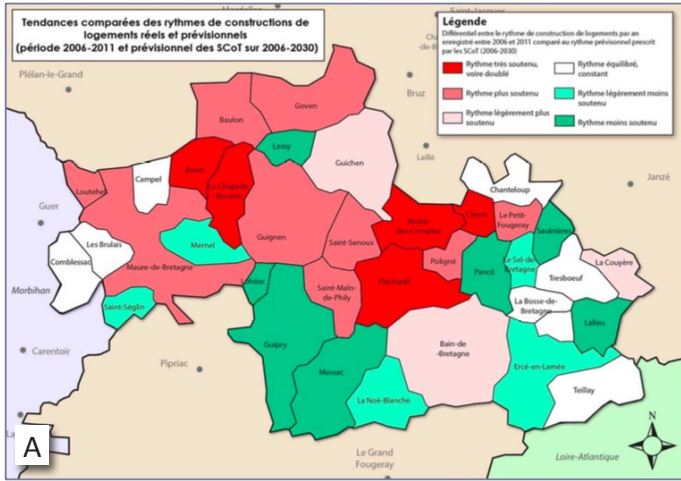 Tendances comparées des rythmes de constructions de
logements réels et prévisionnels
(période 2006-2011 et prévisionnel des SCoT sur 2006-2030)
Légende
Différentiel entre le rythme de construction de logements par an
enregistré entre 2006 et 2011 comparé au rythme prévisonnel prescrit
par les SCoT (2006-2030)
Rythme très soutenu,
voire doublé
Rythme plus soutenu
Rythme légèrement plus
soutenu
Rythme équilibré,
constant
Rythme légèrement moins
soutenu
Rythme moins soutenu
Plélan-le-Grand
Bruz
Laillé
Janzé
Guer
Morbihan
Carentoir
Pipriac
Le Grand
Fougeray
Loire-Atlantique
N
Goven
Baulon
Lassy
Guichen
Campel
Bovel
La Chapelle-
Bouexic
Loutehel
Chanteloup
Bourg-
des-Comptes
Crevin
Le Petit-
Fougeray
Saulnières
Les Brulais
Comblessac
Mernel
Guignen
Saint-Senoux
Maure-de-Bretagne
Poligné
Pancé
Le Sel-de-
Bretagne
Tresboeuf
La Couyère
Lohéac
Saint-Malo-
de-Phily
Pléchatel
Saint-Séglin
La Bosse-de-
Bretagne
Lalleu
Guipry
Messac
Bain-de
-Bretagne
Ercé-en-Lamée
Teillay
La Noë-Blanche
A